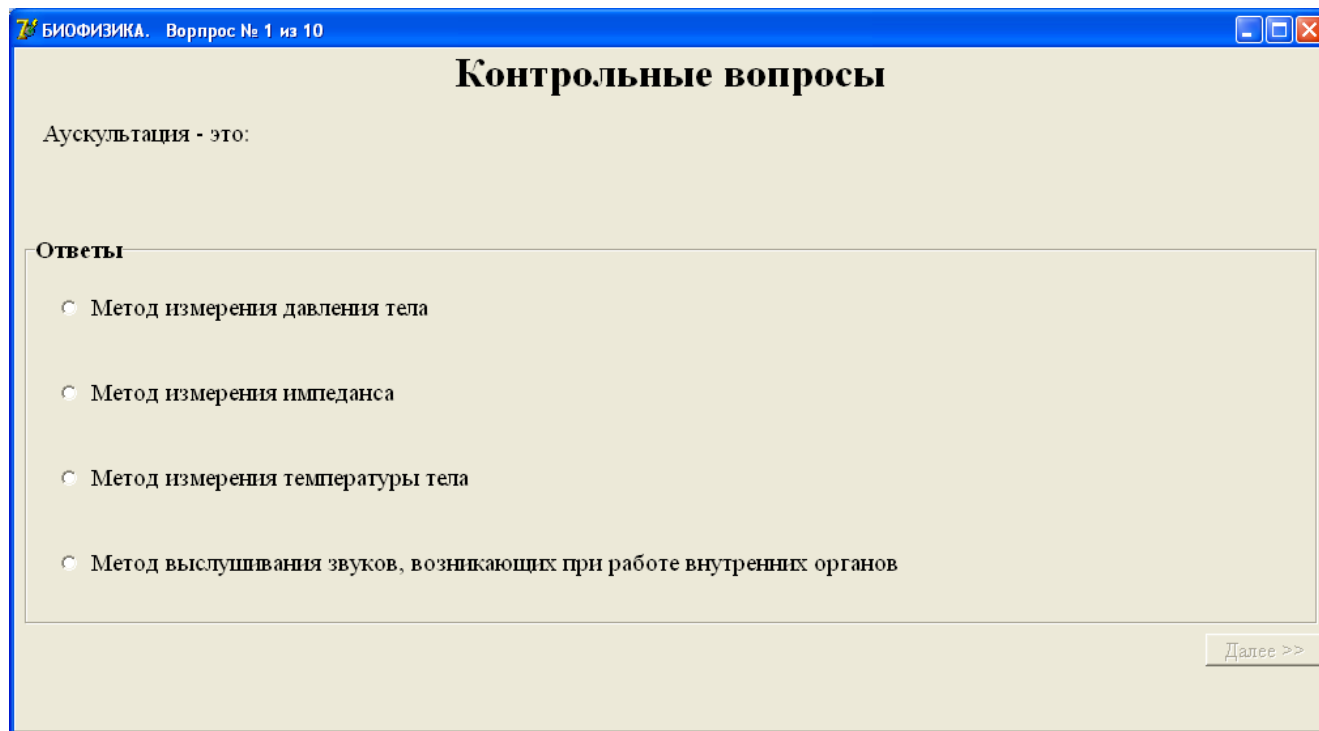 БИОФИЗИКА. Ворпрос № 1 из 10
Контрольные вопросы
Аускультация - это:
Ответы
Метод измерения давления тела
Метод измерения импеданса
Метод измерения температуры тела
Метод выслушивания звуков, возникающих при работе внутренних органов
Далее >>